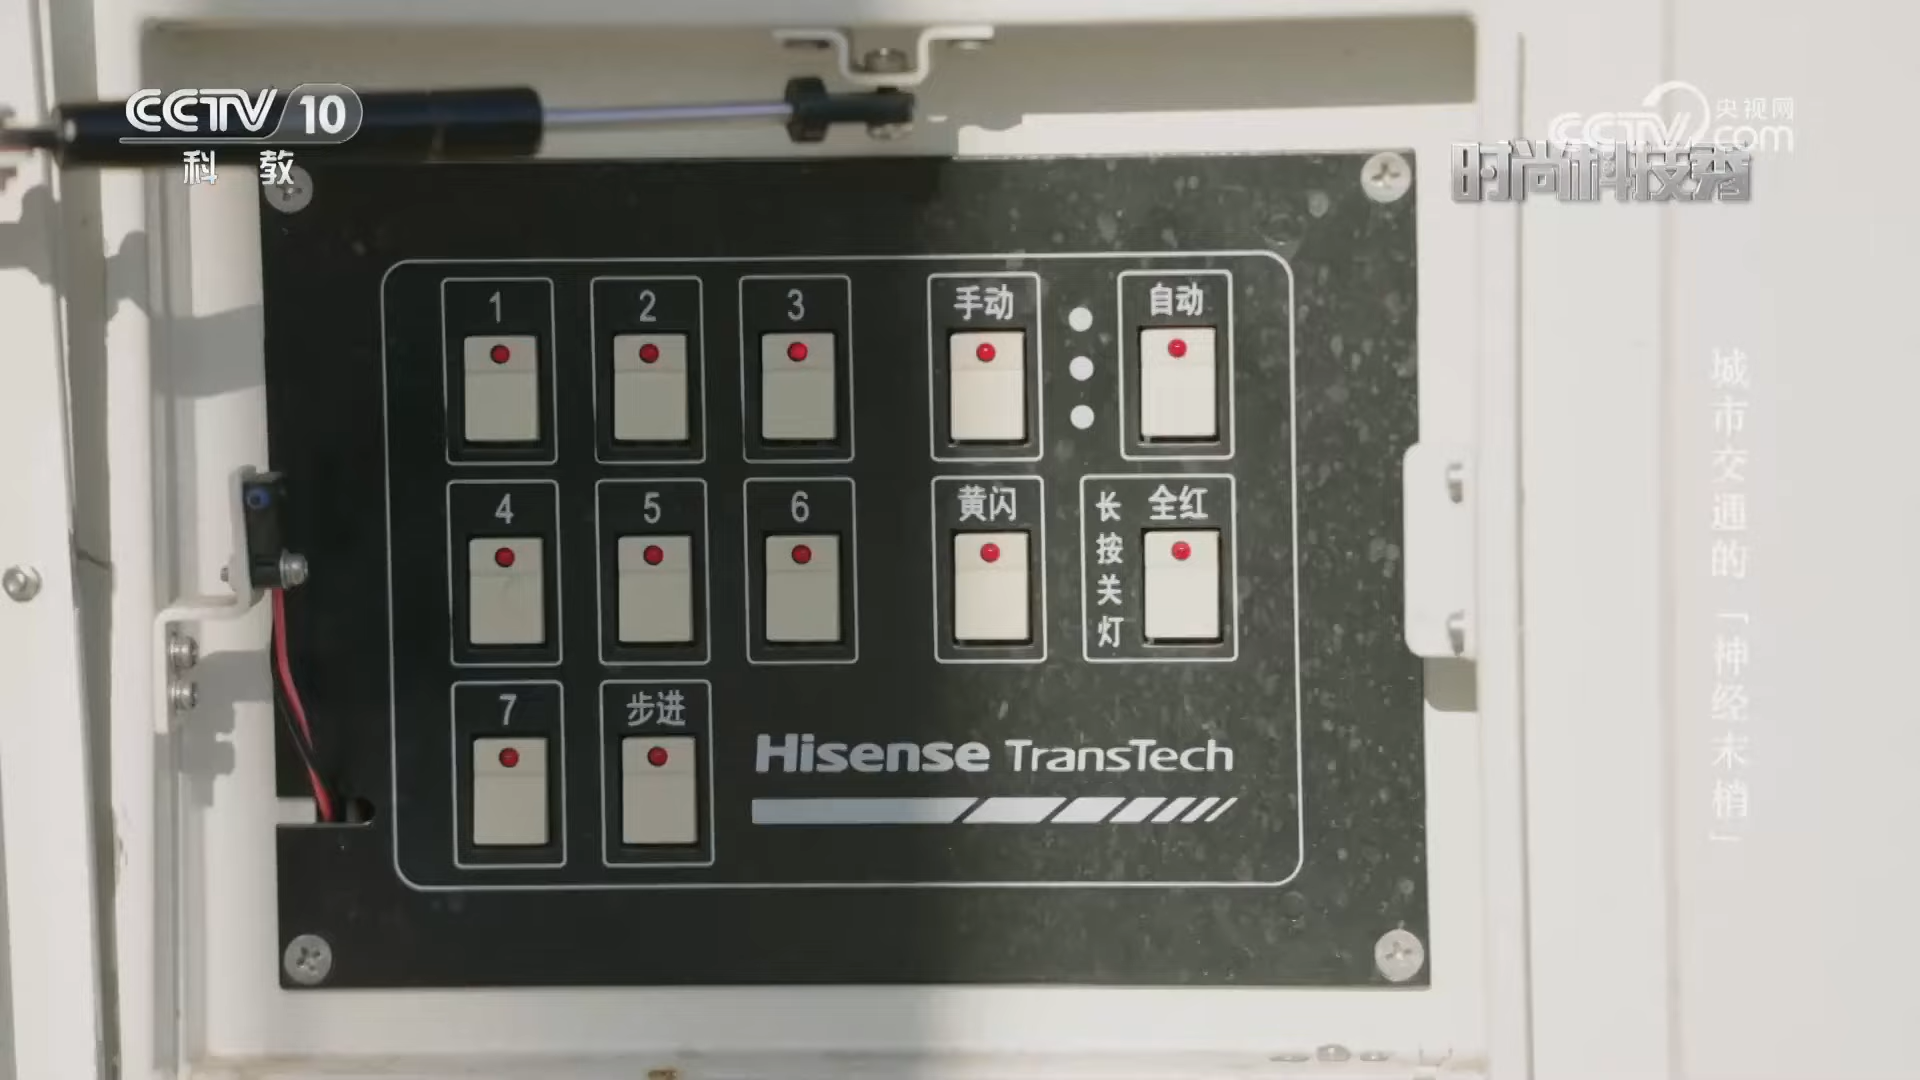 CCTV 10
科 教
央视网
CCTV com
时尚科技秀
1 2 3 手动 自动
4 5 6 黄闪 全红
长按关灯
7 步进
Hisense TransTech
城市交通的「神经末梢」